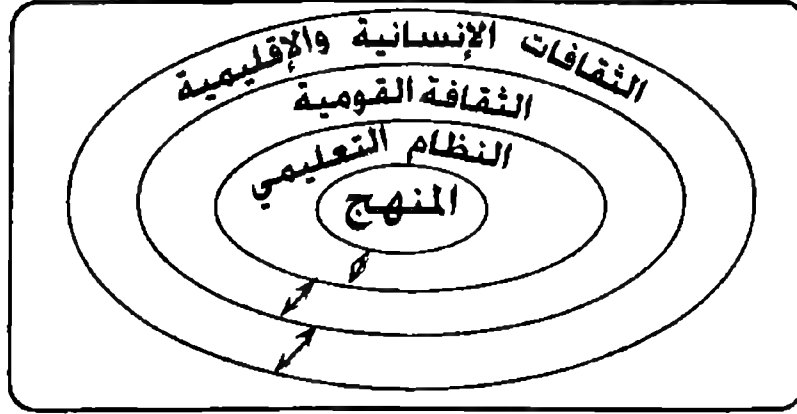 الثقافات الإنسانية والإقليمية
الثقافة القومية
النظام التعليمي
المنهج